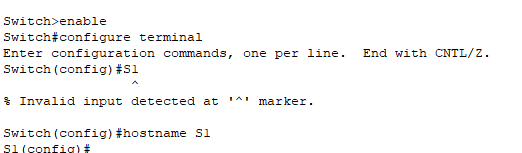 Switch>enable
Switch#configure terminal
Enter configuration commands, one per line.  End with CNTL/Z.
Switch(config)#S1
^
% Invalid input detected at '^' marker.
Switch(config)#hostname S1
S1(config)#